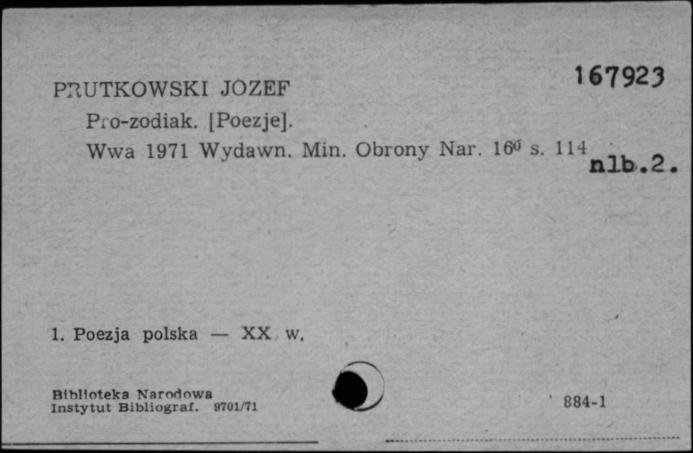 167923
PRUTKOWSKI JÓZEF
Pro-zodiak. [Poezje].
Wwa 1971 Wydawn. Min. Obrony Nar. 16⁰ s. 114
nlb.2.
1. Poezja polska — XX w.
Biblioteka Narodowa
Instytut Bibliograf. 9701/71
884-1